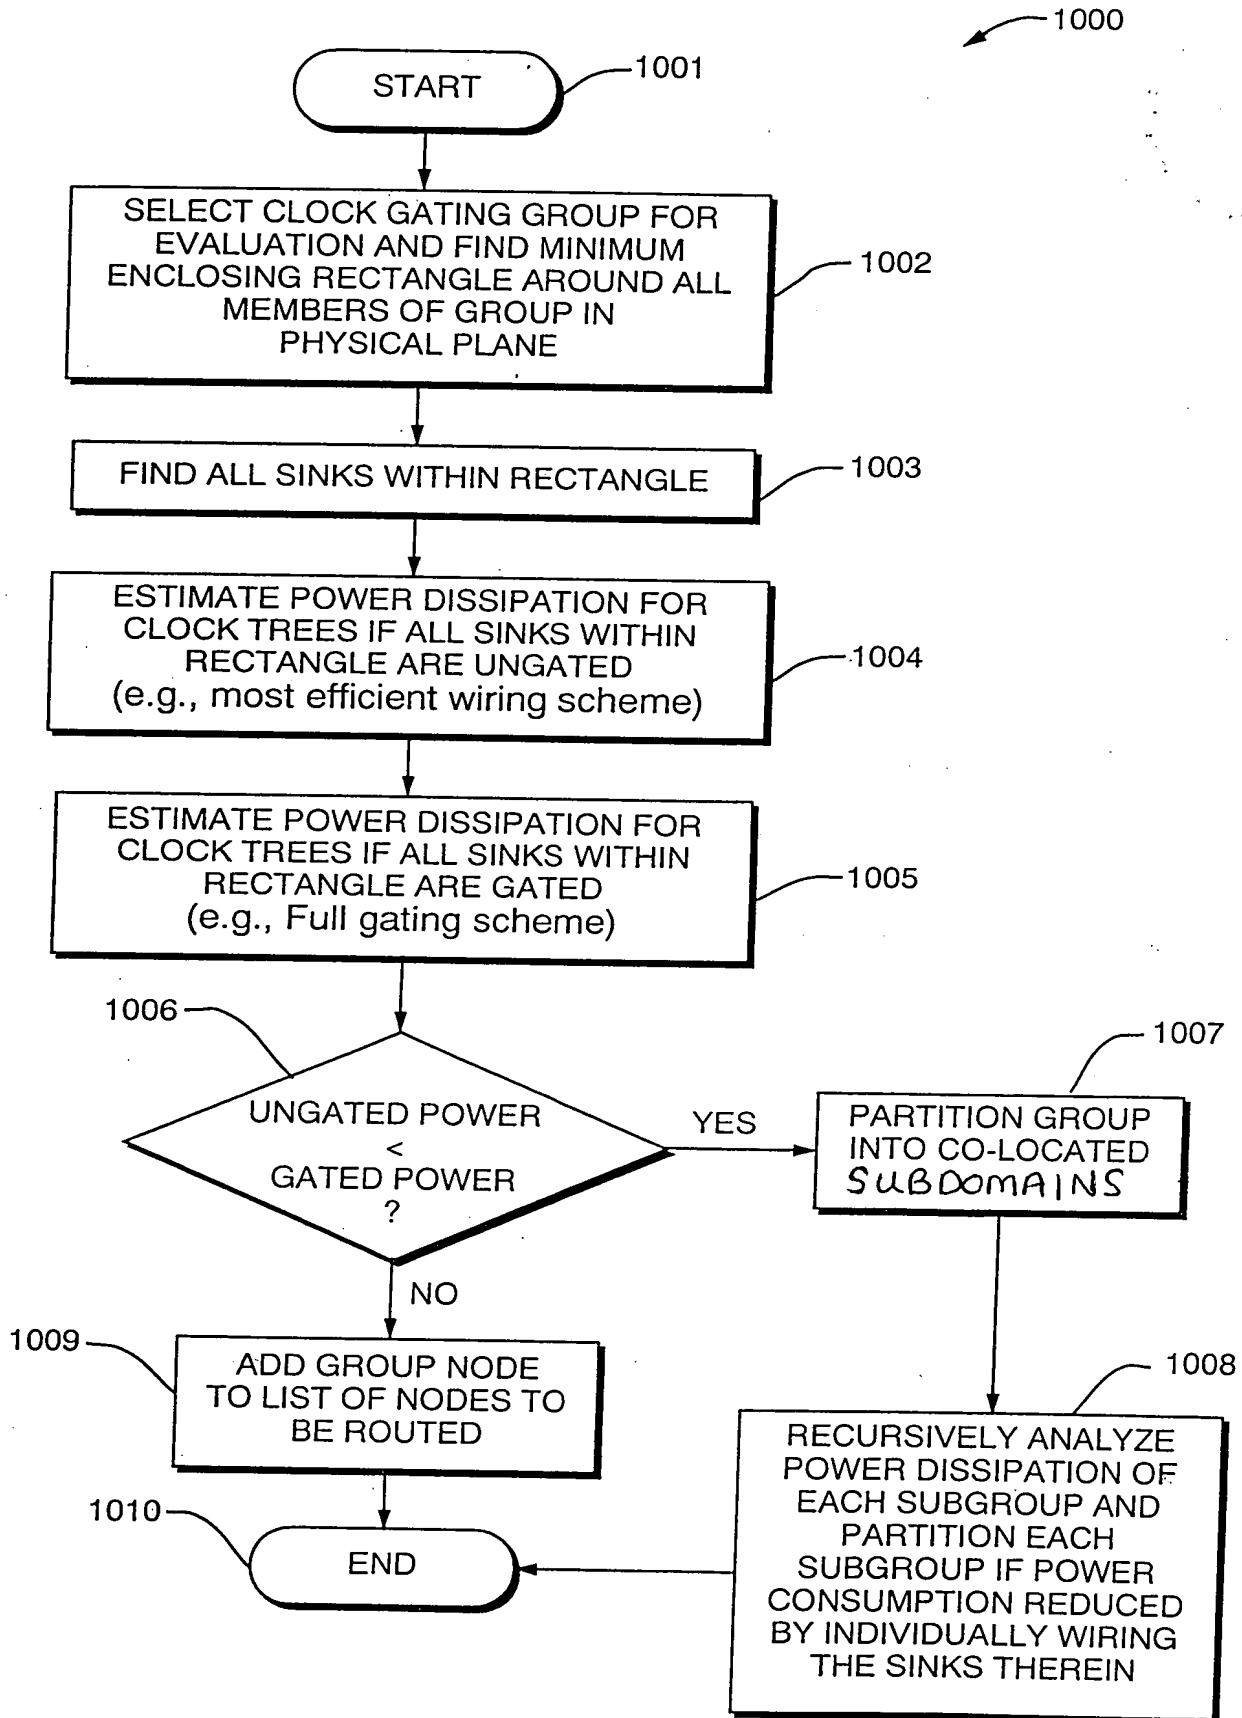 1000
START
1001
SELECT CLOCK GATING GROUP FOR
EVALUATION AND FIND MINIMUM
ENCLOSING RECTANGLE AROUND ALL
MEMBERS OF GROUP IN
PHYSICAL PLANE
1002
FIND ALL SINKS WITHIN RECTANGLE
1003
ESTIMATE POWER DISSIPATION FOR
CLOCK TREES IF ALL SINKS WITHIN
RECTANGLE ARE UNGATED
(e.g., most efficient wiring scheme)
1004
ESTIMATE POWER DISSIPATION FOR
CLOCK TREES IF ALL SINKS WITHIN
RECTANGLE ARE GATED
(e.g., Full gating scheme)
1005
1006
UNGATED POWER
<
GATED POWER
?
YES
NO
1007
PARTITION GROUP
INTO CO-LOCATED
SUBDOMAINS
1009
ADD GROUP NODE
TO LIST OF NODES TO
BE ROUTED
1008
RECURSIVELY ANALYZE
POWER DISSIPATION OF
EACH SUBGROUP AND
PARTITION EACH
SUBGROUP IF POWER
CONSUMPTION REDUCED
BY INDIVIDUALLY WIRING
THE SINKS THEREIN
1010
END